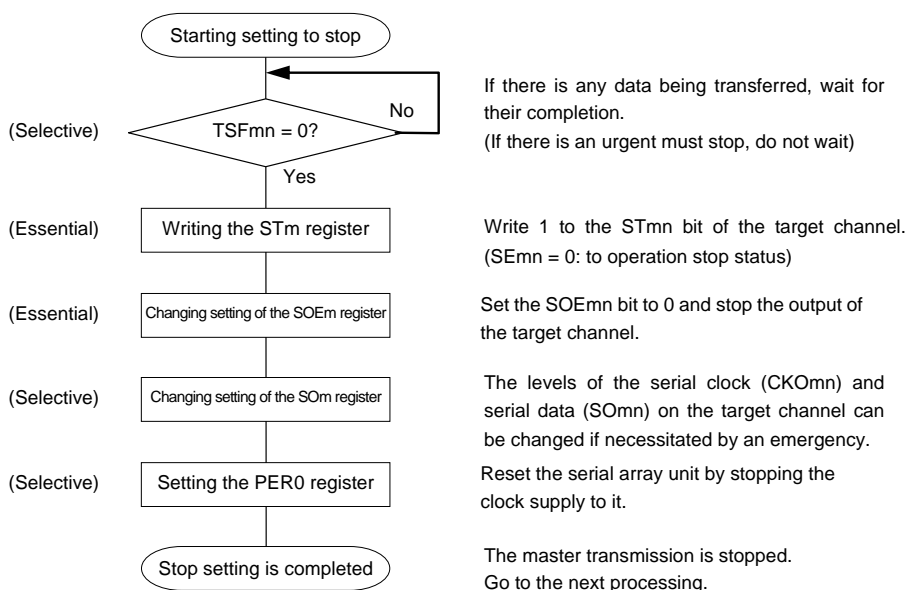 Starting setting to stop
No
If there is any data being transferred, wait for
their completion.
(If there is an urgent must stop, do not wait)
(Selective)
TSFmn = 0?
Yes
(Essential)
Writing the STm register
Write 1 to the STmn bit of the target channel.
(SEmn = 0: to operation stop status)
(Essential)
Changing setting of the SOEm register
Set the SOEmn bit to 0 and stop the output of
the target channel.
(Selective)
Changing setting of the SOm register
The levels of the serial clock (CKOmn) and
serial data (SOmn) on the target channel can
be changed if necessitated by an emergency.
(Selective)
Setting the PER0 register
Reset the serial array unit by stopping the
clock supply to it.
Stop setting is completed
The master transmission is stopped.
Go to the next processing.